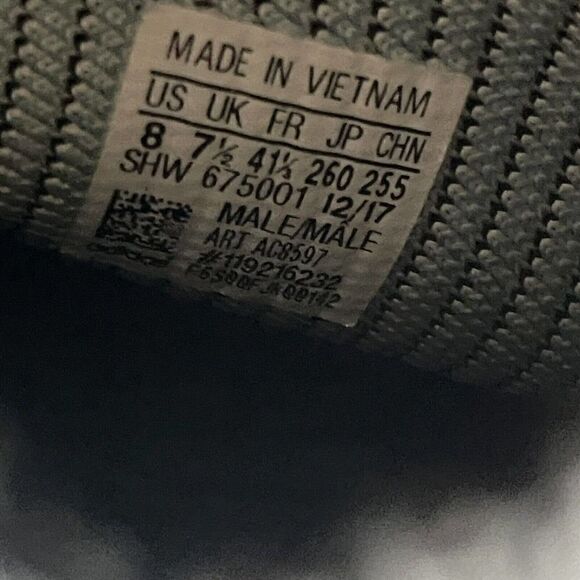 MADE IN VIETNAM
US UK FR JP CHN
8 7½ 41⅓ 260 255
SHW 675001 12/17
MALE/MÂLE
ART AC8597
#119216232